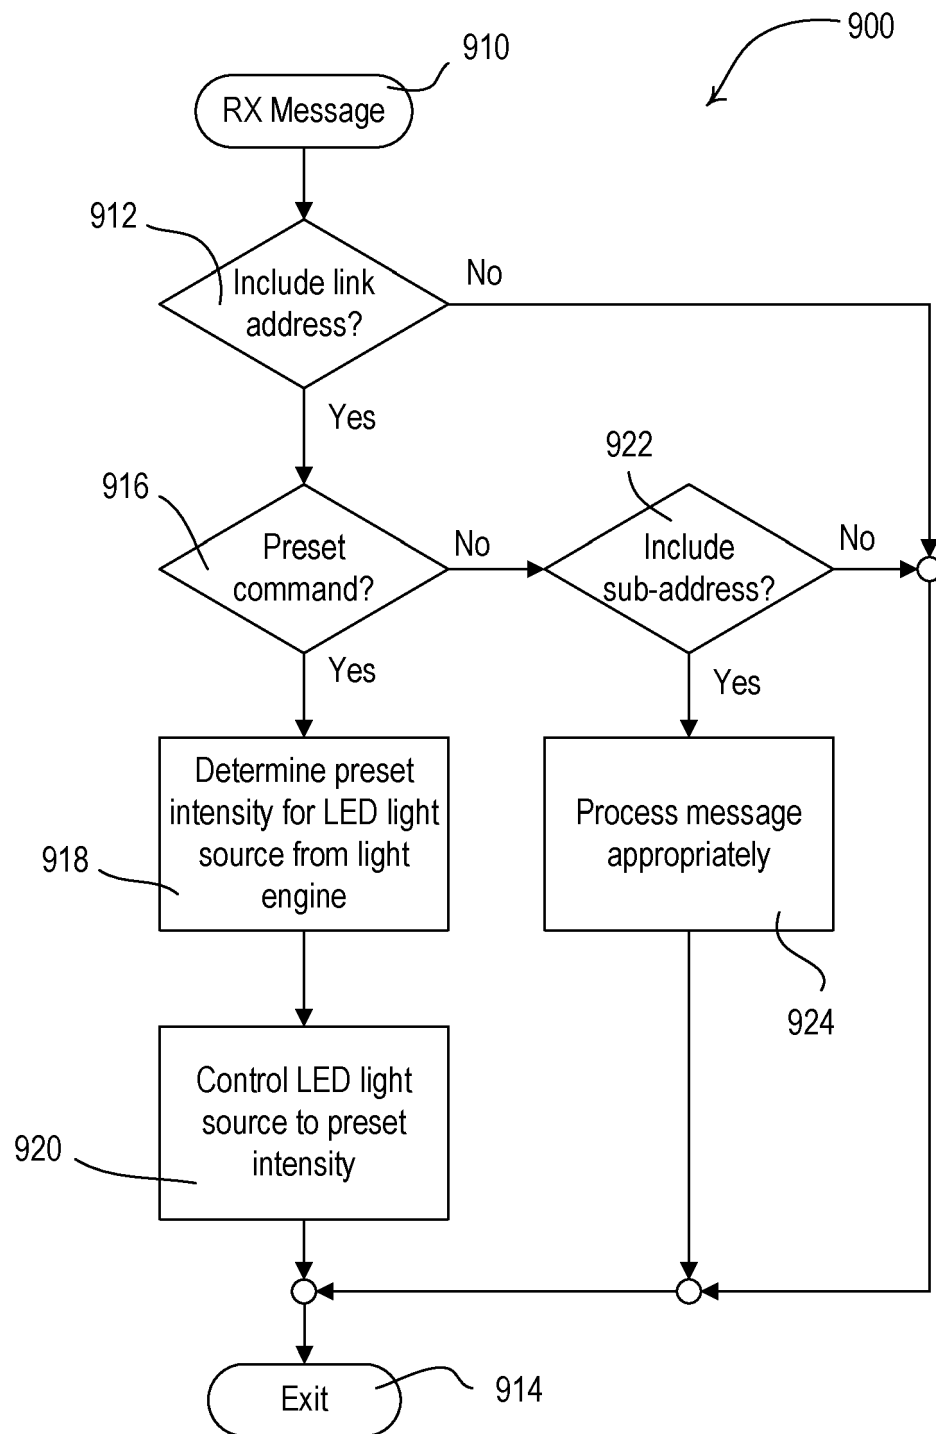 900
910
RX Message
912
Include link
address?
No
Yes
916
Preset
command?
No
922
Include
sub-address?
No
Yes
Yes
Determine preset
intensity for LED light
source from light
engine
918
Process message
appropriately
924
Control LED light
source to preset
intensity
920
Exit
914